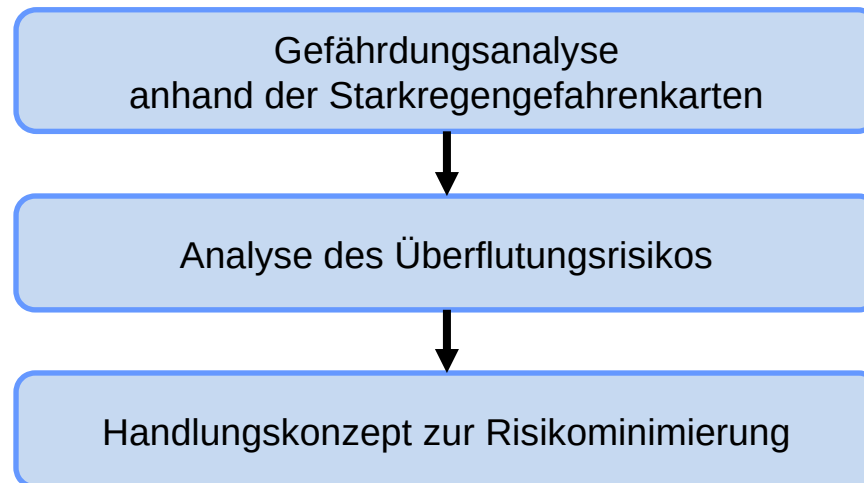 Gefährdungsanalyse
anhand der Starkregengefahrenkarten
Analyse des Überflutungsrisikos
Handlungskonzept zur Risikominimierung